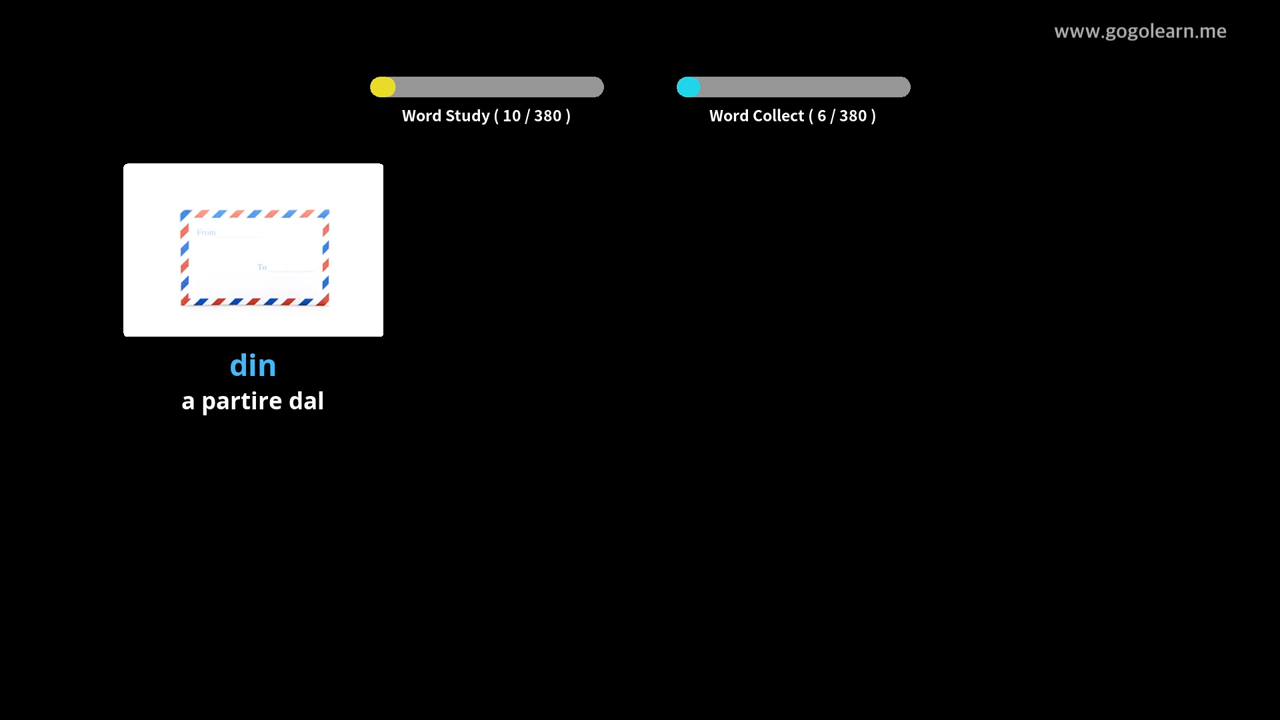 www.gogolearn.me
Word Study ( 10 / 380 )
Word Collect ( 6 / 380 )
From
To
din
a partire dal